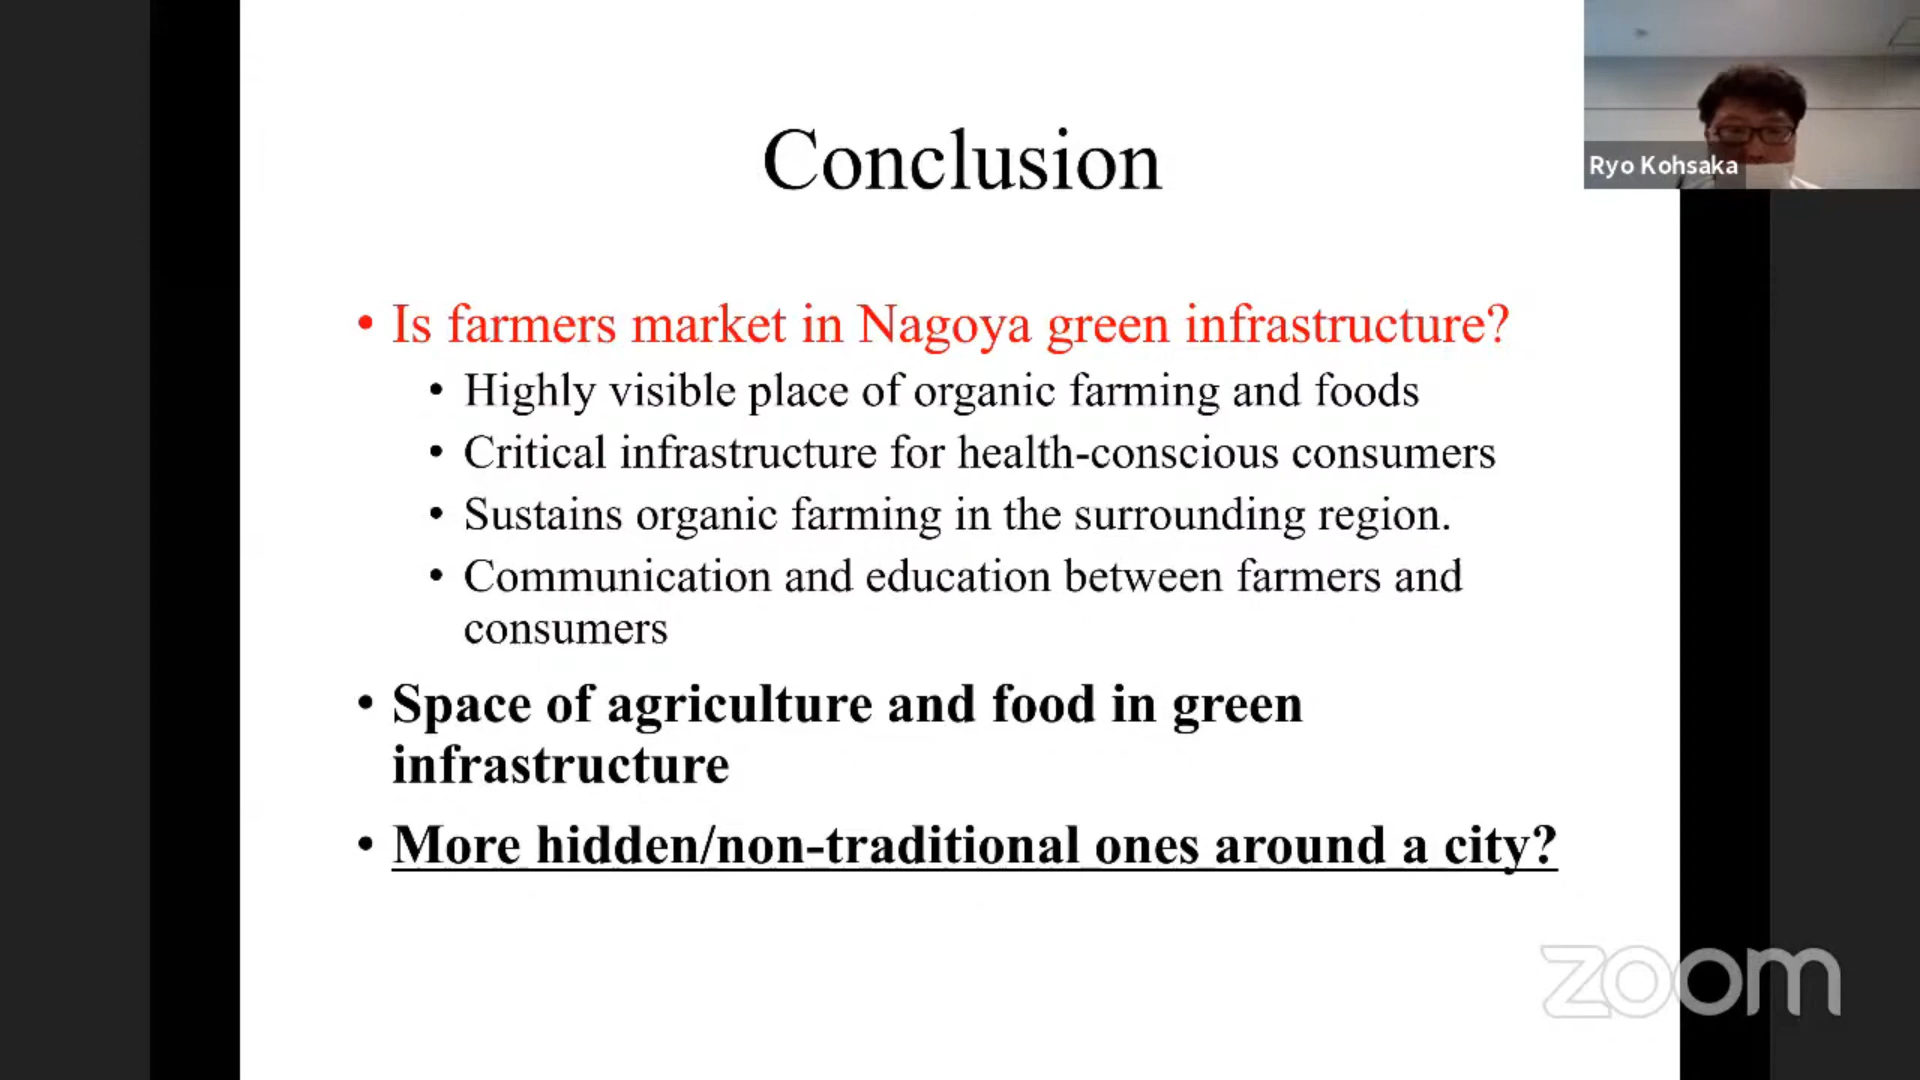 Conclusion
Ryo Kohsaka
• Is farmers market in Nagoya green infrastructure?
• Highly visible place of organic farming and foods
• Critical infrastructure for health-conscious consumers
• Sustains organic farming in the surrounding region.
• Communication and education between farmers and
consumers
• Space of agriculture and food in green
infrastructure
• More hidden/non-traditional ones around a city?
zoom